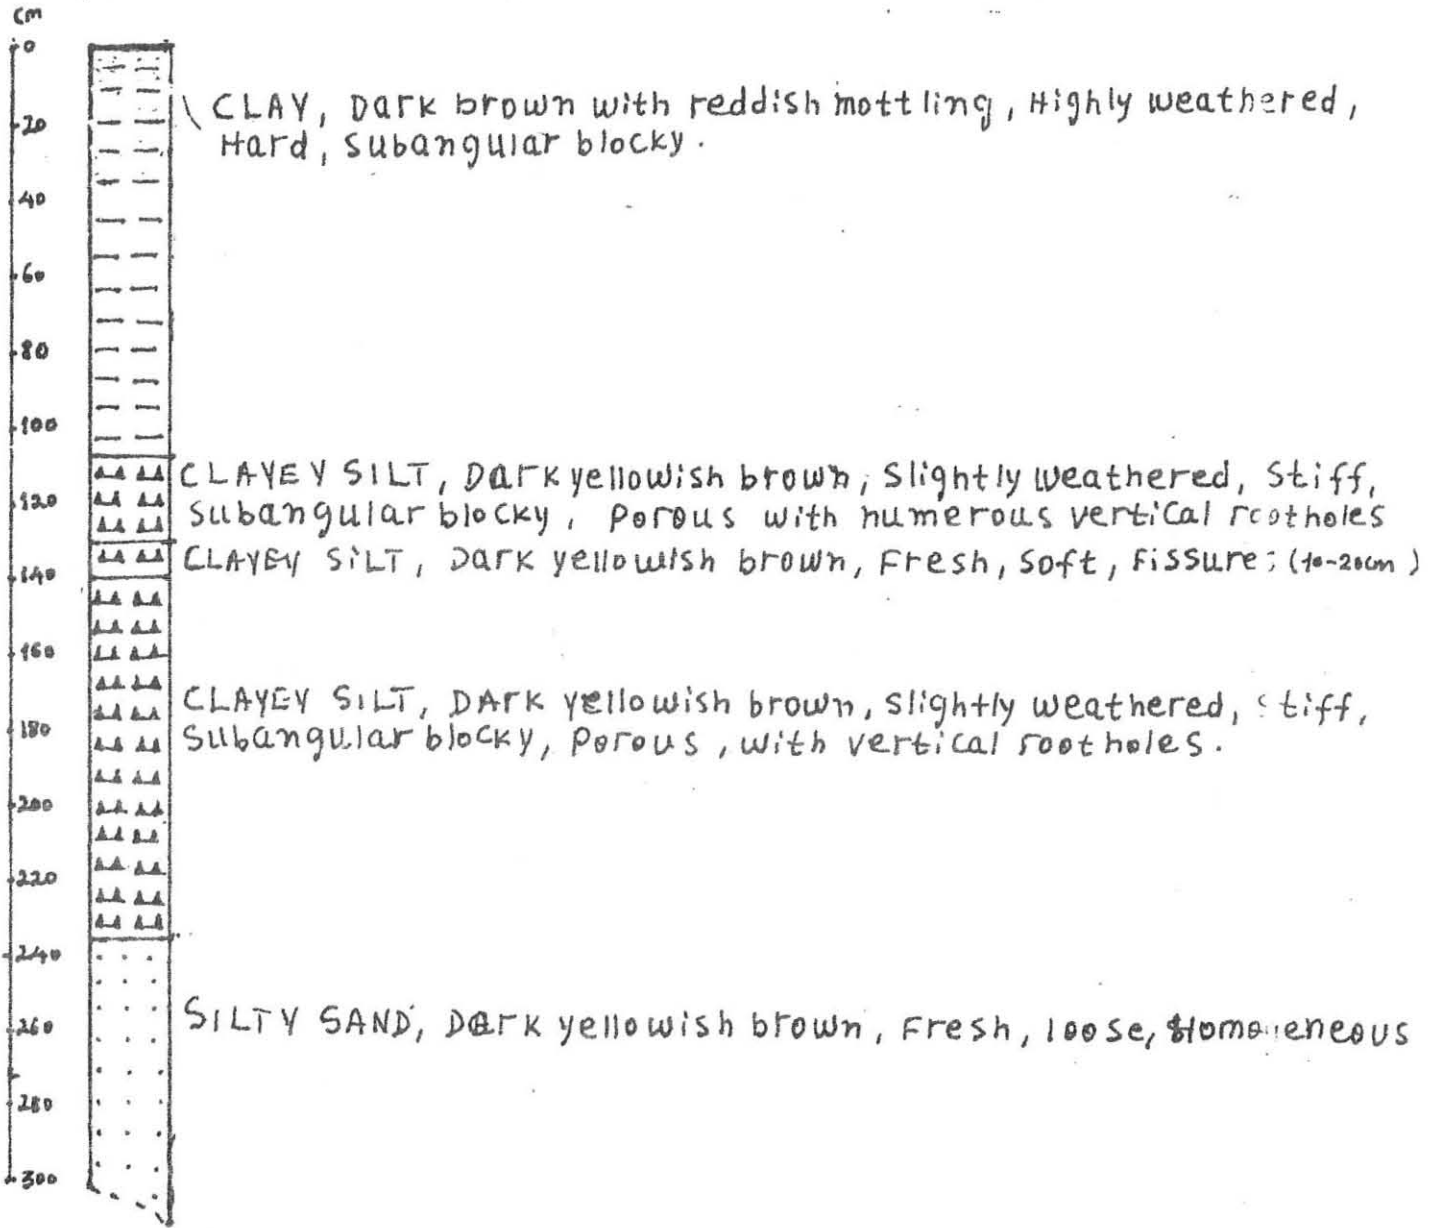 cm
0
20
40
60
80
100
120
140
160
180
200
220
240
260
280
300
CLAY, Dark brown with reddish mottling, Highly weathered,
Hard, Subangular blocky.
CLAYEY SILT, Dark yellowish brown, Slightly weathered, Stiff,
Subangular blocky, Porous with numerous vertical rootholes
CLAYEY SILT, Dark yellowish brown, Fresh, Soft, Fissure; (10-20cm)
CLAYEY SILT, DArk yellowish brown, Slightly weathered, Stiff,
Subangular blocky, Porous, with vertical rootholes.
SILTY SAND, Dark yellowish brown, Fresh, loose, Homogeneous